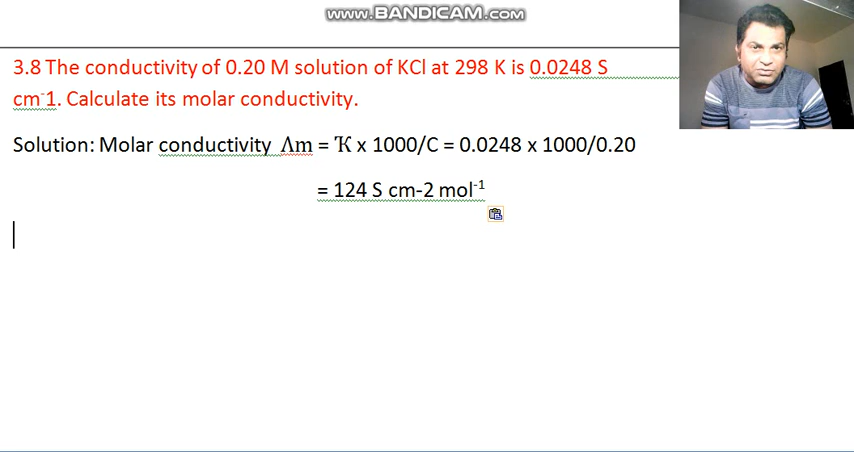 www.BANDICAM.com
3.8 The conductivity of 0.20 M solution of KCl at 298 K is 0.0248 S
cm⁻1. Calculate its molar conductivity.
Solution: Molar conductivity Λm = Ҡ x 1000/C = 0.0248 x 1000/0.20
= 124 S cm-2 mol⁻¹